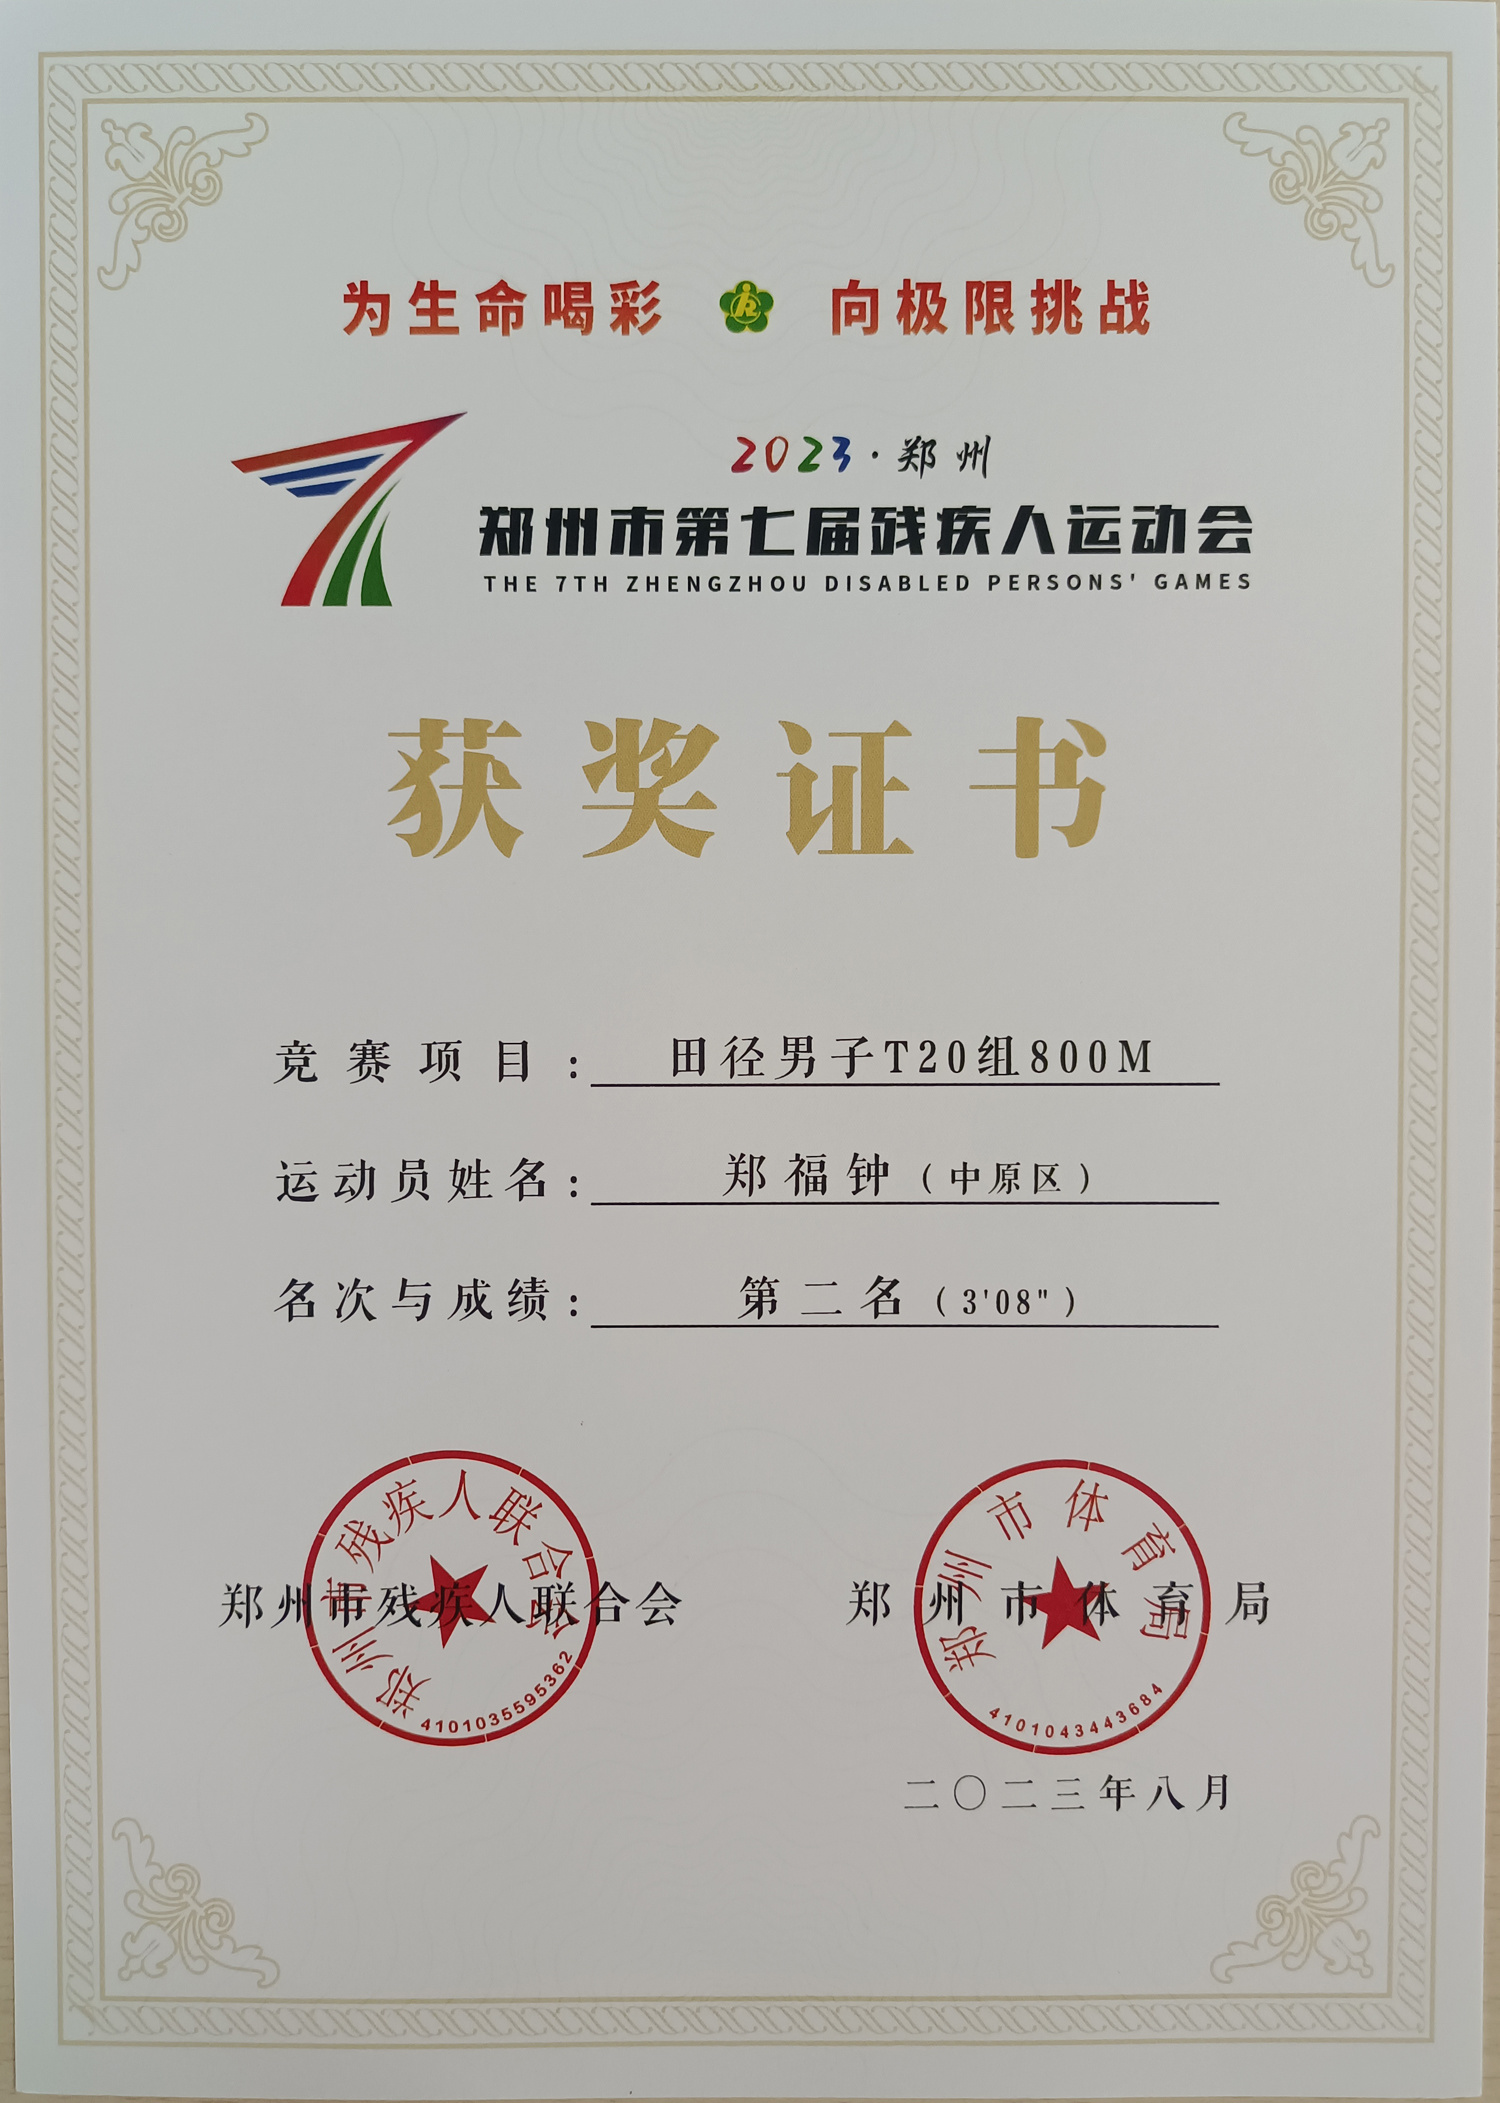 为生命喝彩 向极限挑战
2023·郑州
郑州市第七届残疾人运动会
THE 7TH ZHENGZHOU DISABLED PERSONS' GAMES
获奖证书
竞赛项目：田径男子T20组800M
运动员姓名：郑福钟（中原区）
名次与成绩：第二名（3'08"）
郑州市残疾人联合会 郑州市体育局
郑州市残疾人联合会
4101035595362
郑州市体育局
4101043443684
二〇二三年八月